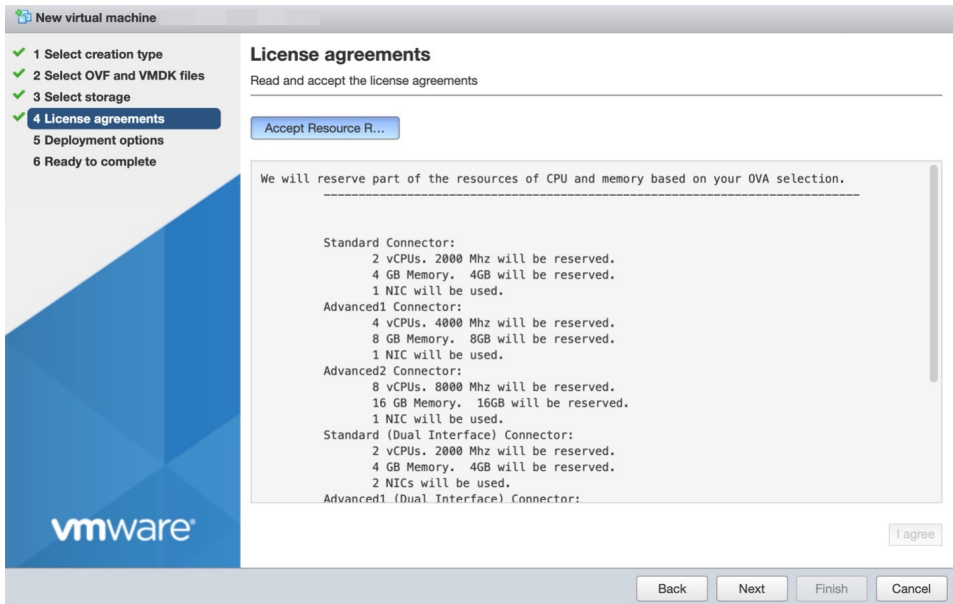 New virtual machine
1 Select creation type
2 Select OVF and VMDK files
3 Select storage
4 License agreements
5 Deployment options
6 Ready to complete
License agreements
Read and accept the license agreements
Accept Resource R...
We will reserve part of the resources of CPU and memory based on your OVA selection.
--------------------------------------------------------------------------
Standard Connector:
2 vCPUs. 2000 Mhz will be reserved.
4 GB Memory.  4GB will be reserved.
1 NIC will be used.
Advanced1 Connector:
4 vCPUs. 4000 Mhz will be reserved.
8 GB Memory.  8GB will be reserved.
1 NIC will be used.
Advanced2 Connector:
8 vCPUs. 8000 Mhz will be reserved.
16 GB Memory.  16GB will be reserved.
1 NIC will be used.
Standard (Dual Interface) Connector:
2 vCPUs. 2000 Mhz will be reserved.
4 GB Memory.  4GB will be reserved.
2 NICs will be used.
Advanced1 (Dual Interface) Connector:
vmware®
I agree
Back
Next
Finish
Cancel